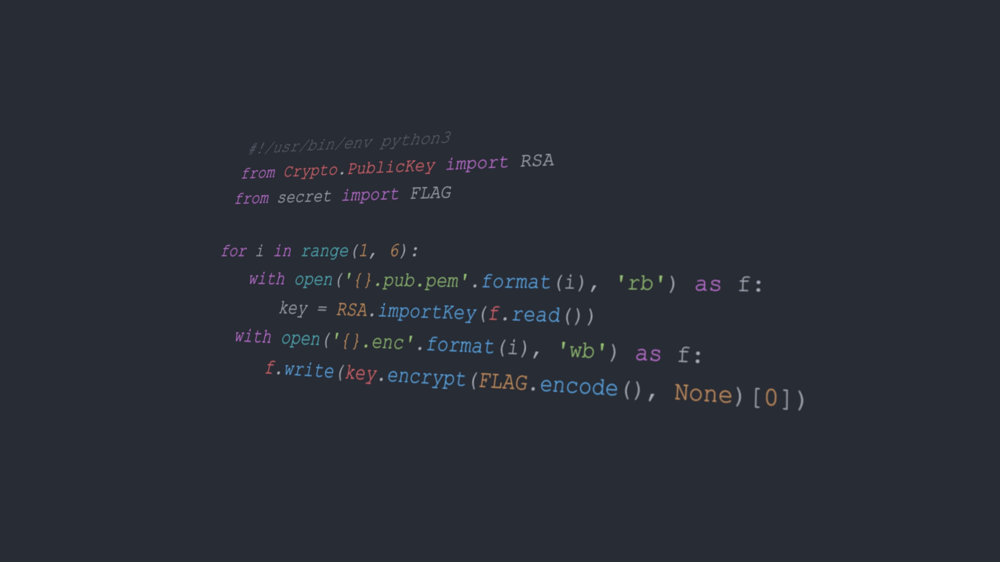 #!/usr/bin/env python3
from Crypto.PublicKey import RSA
from secret import FLAG
for i in range(1, 6):
    with open('{}.pub.pem'.format(i), 'rb') as f:
        key = RSA.importKey(f.read())
    with open('{}.enc'.format(i), 'wb') as f:
        f.write(key.encrypt(FLAG.encode(), None)[0])